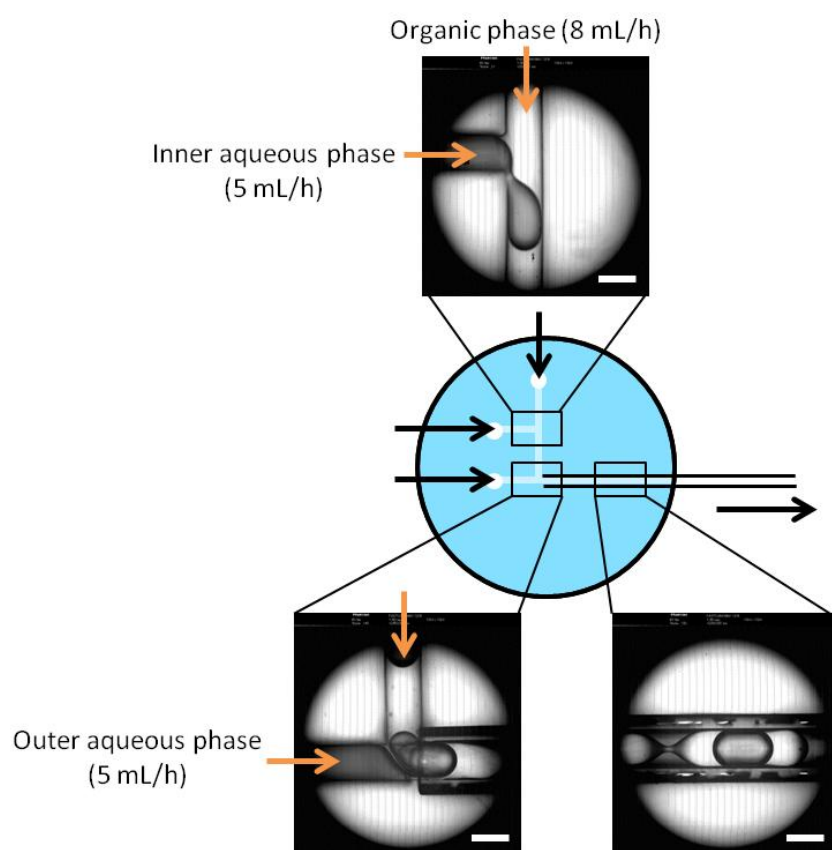 Organic phase (8 mL/h)
Inner aqueous phase
(5 mL/h)
Outer aqueous phase
(5 mL/h)